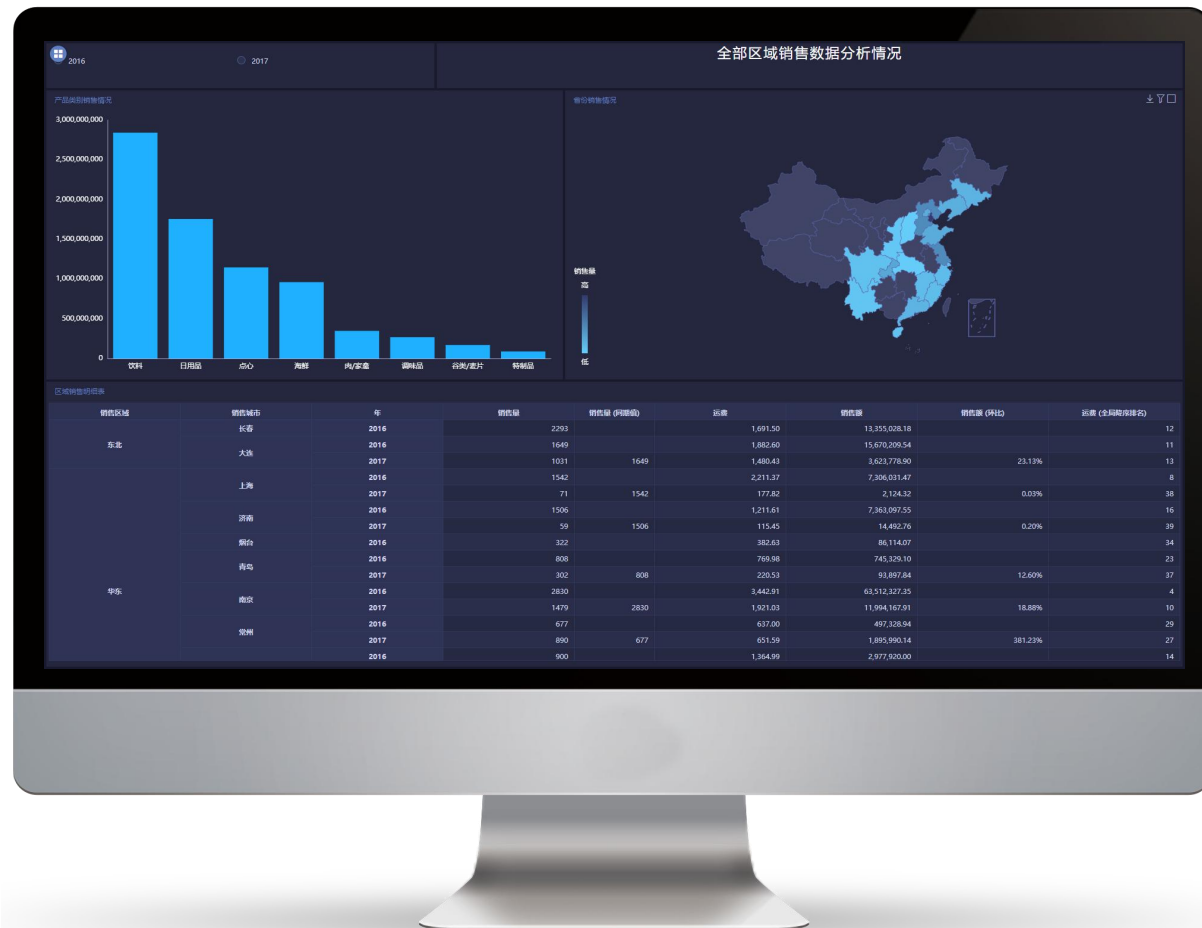 2016
2017
全部区域销售数据分析情况
产品类别销售情况
3,000,000,000
2,500,000,000
2,000,000,000
1,500,000,000
1,000,000,000
500,000,000
0
饮料 日用品 点心 海鲜 肉/家禽 调味品 谷类/麦片 特制品
省份销售情况
销售量
高
低
区域销售明细表
销售区域 销售城市 年 销售量 销售量 (同期值) 运费 销售额 销售额 (环比) 运费 (全局降序排名)
东北 长春 2016 2293 1,691.50 13,355,028.18 12
大连 2016 1649 1,882.60 15,670,209.54 11
2017 1031 1649 1,480.43 3,623,778.90 23.13% 13
华东 上海 2016 1542 2,211.37 7,306,031.47 8
2017 71 1542 177.82 2,124.32 0.03% 38
济南 2016 1506 1,211.61 7,363,097.55 16
2017 59 1506 115.45 14,492.76 0.20% 39
烟台 2016 322 382.63 86,114.07 34
青岛 2016 808 769.98 745,329.10 23
2017 302 808 220.53 93,897.84 12.60% 37
南京 2016 2830 3,442.91 63,512,327.35 4
2017 1479 2830 1,921.03 11,994,167.91 18.88% 10
常州 2016 677 637.00 497,328.94 29
2017 890 677 651.59 1,895,990.14 381.23% 27
2016 900 1,364.99 2,977,920.00 14